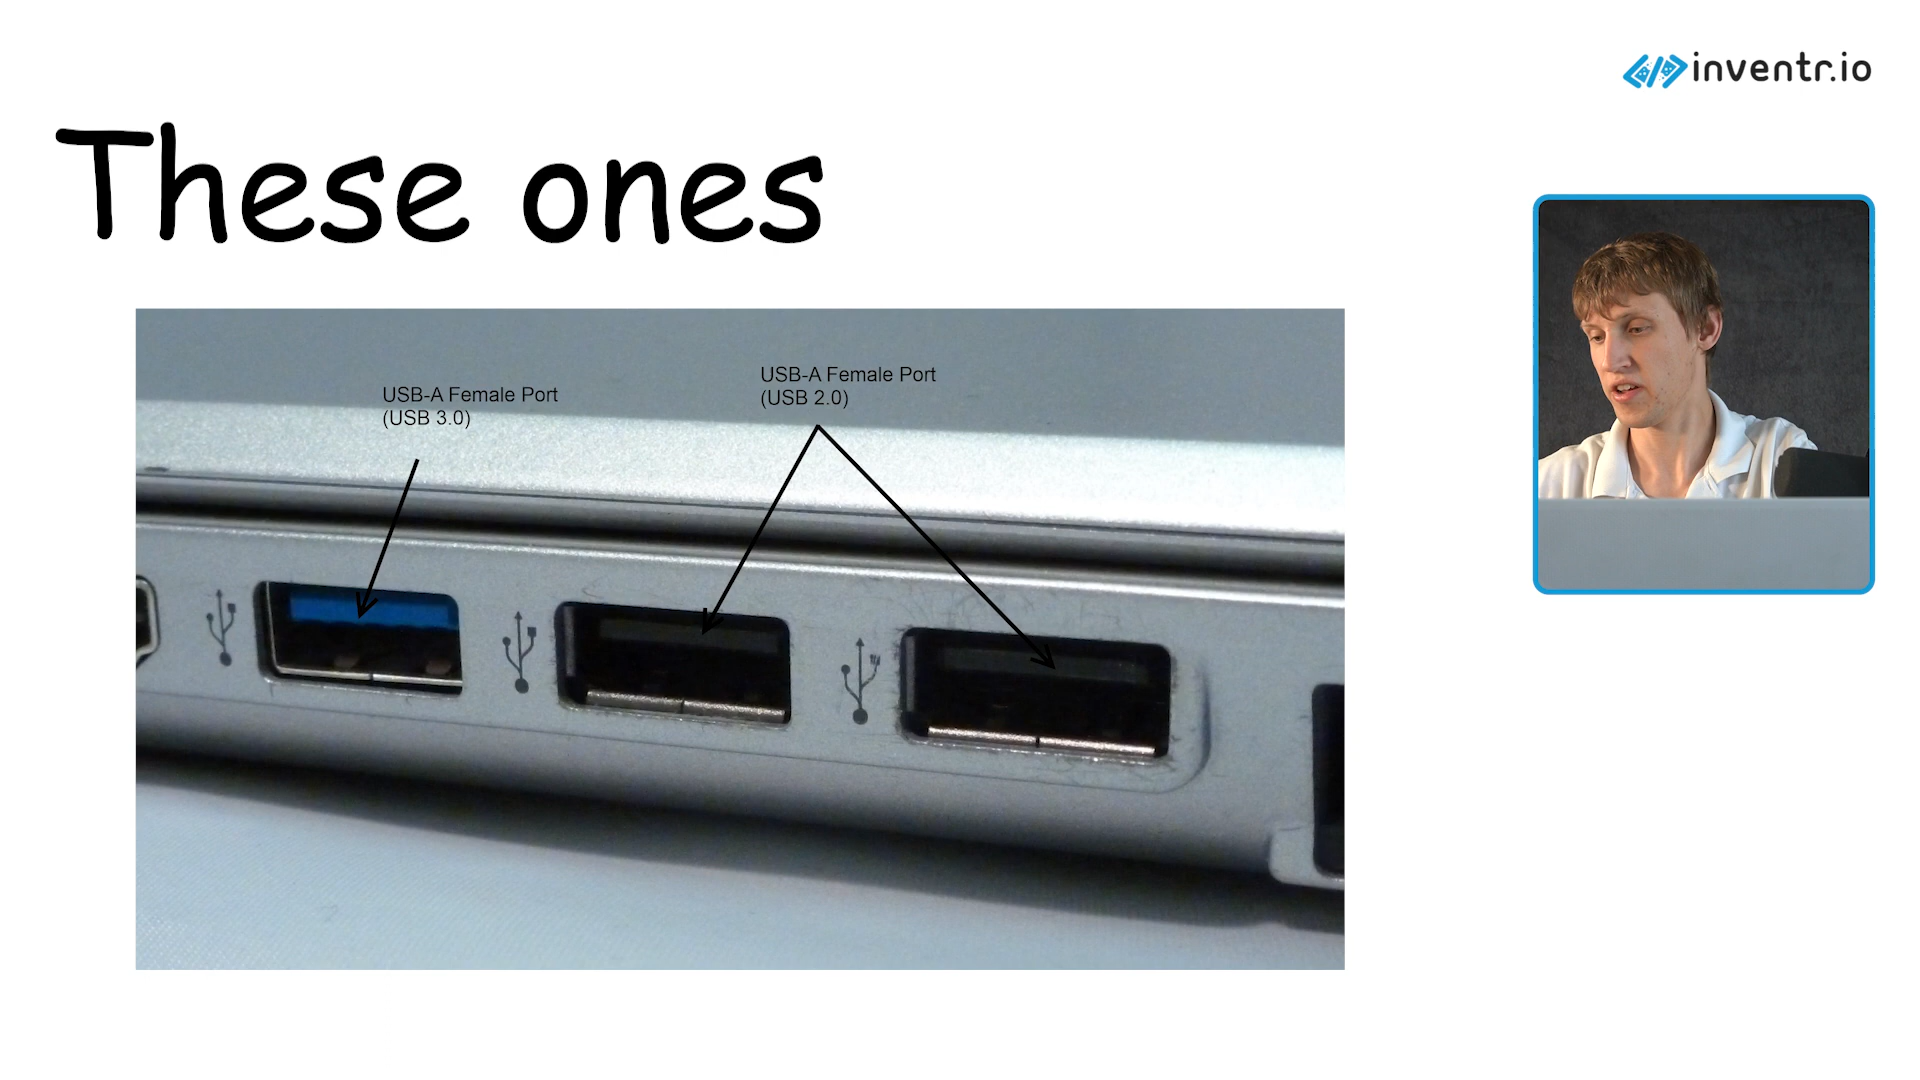 inventr.io
These ones
USB-A Female Port
(USB 3.0)
USB-A Female Port
(USB 2.0)